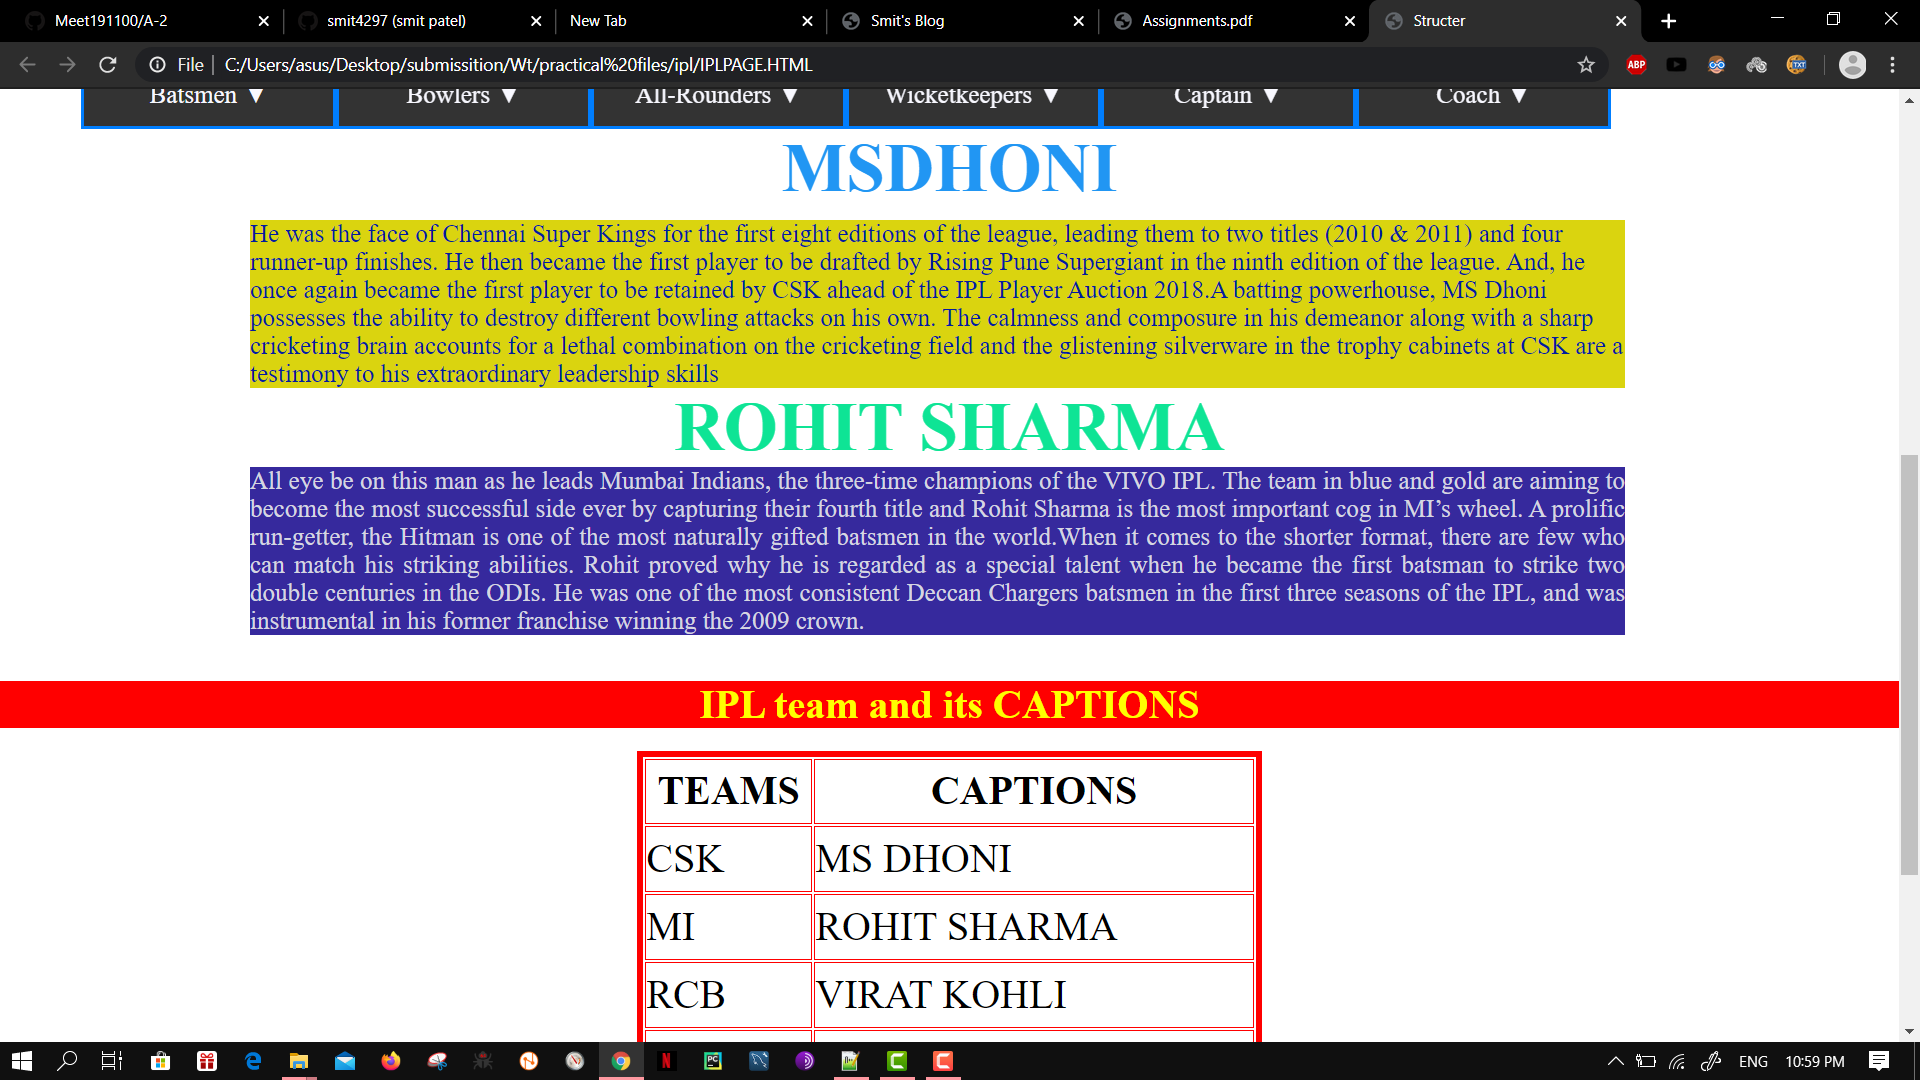 Meet191100/A-2
smit4297 (smit patel)
New Tab
Smit's Blog
Assignments.pdf
Structer
File
C:/Users/asus/Desktop/submissition/Wt/practical%20files/ipl/IPLPAGE.HTML
ABP
TXT
Batsmen ▼
Bowlers ▼
All-Rounders ▼
Wicketkeepers ▼
Captain ▼
Coach ▼
MSDHONI
He was the face of Chennai Super Kings for the first eight editions of the league, leading them to two titles (2010 & 2011) and four
runner-up finishes. He then became the first player to be drafted by Rising Pune Supergiant in the ninth edition of the league. And, he
once again became the first player to be retained by CSK ahead of the IPL Player Auction 2018.A batting powerhouse, MS Dhoni
possesses the ability to destroy different bowling attacks on his own. The calmness and composure in his demeanor along with a sharp
cricketing brain accounts for a lethal combination on the cricketing field and the glistening silverware in the trophy cabinets at CSK are a
testimony to his extraordinary leadership skills
ROHIT SHARMA
All eye be on this man as he leads Mumbai Indians, the three-time champions of the VIVO IPL. The team in blue and gold are aiming to
become the most successful side ever by capturing their fourth title and Rohit Sharma is the most important cog in MI’s wheel. A prolific
run-getter, the Hitman is one of the most naturally gifted batsmen in the world.When it comes to the shorter format, there are few who
can match his striking abilities. Rohit proved why he is regarded as a special talent when he became the first batsman to strike two
double centuries in the ODIs. He was one of the most consistent Deccan Chargers batsmen in the first three seasons of the IPL, and was
instrumental in his former franchise winning the 2009 crown.
IPL team and its CAPTIONS
TEAMS
CAPTIONS
CSK
MS DHONI
MI
ROHIT SHARMA
RCB
VIRAT KOHLI
N
PC
ENG
10:59 PM